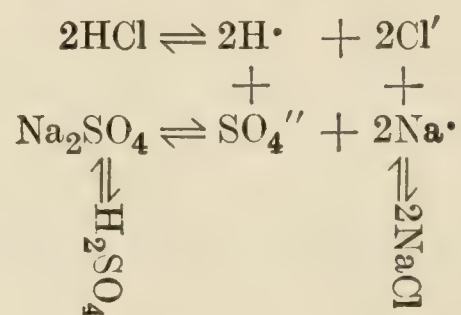 2HCl ⇌ 2H• + 2Cl′
+ +
Na₂SO₄ ⇌ SO₄″ + 2Na•
⇌ ⇌
H₂SO₄ 2NaCl